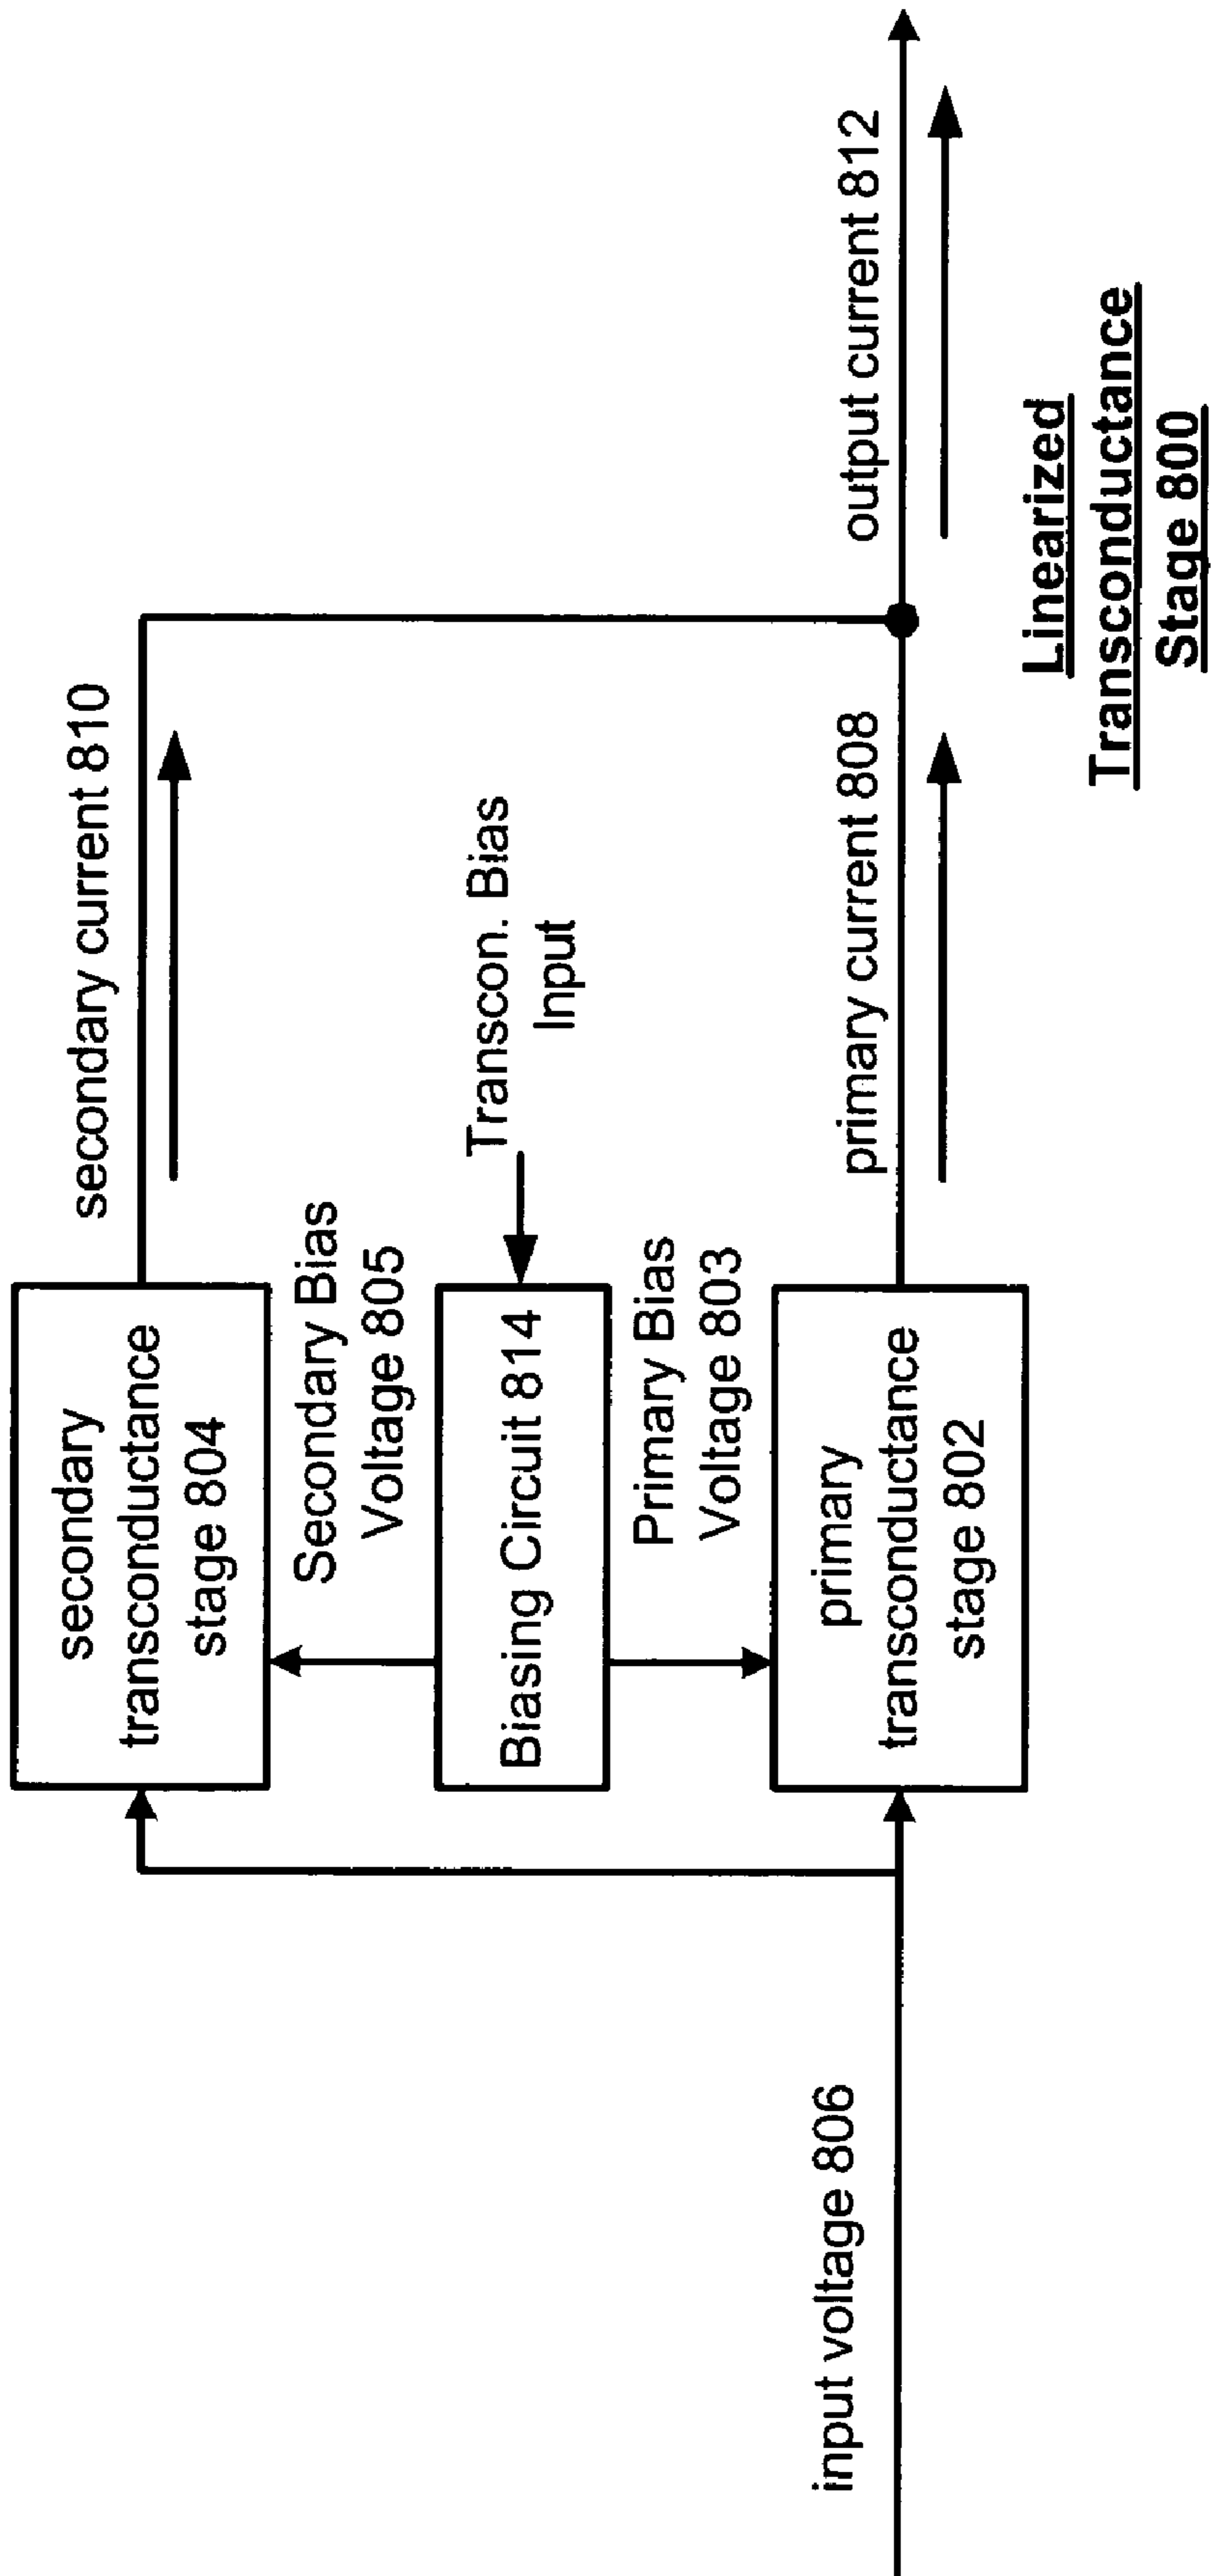 secondary
transconductance
stage 804
secondary current 810
Secondary Bias
Voltage 805
Biasing Circuit 814
Transcon. Bias
Input
Primary Bias
Voltage 803
input voltage 806
primary
transconductance
stage 802
primary current 808
output current 812
Linearized
Transconductance
Stage 800